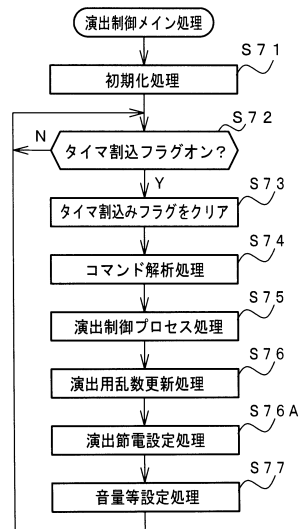 演出制御メイン処理
S71
初期化処理
S72
N
タイマ割込フラグオン?
Y
S73
タイマ割込みフラグをクリア
S74
コマンド解析処理
S75
演出制御プロセス処理
S76
演出用乱数更新処理
S76A
演出節電設定処理
S77
音量等設定処理